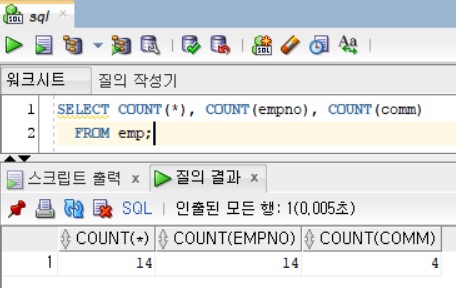 sql
워크시트 질의 작성기
1 SELECT COUNT(*), COUNT(empno), COUNT(comm)
2 FROM emp;
스크립트 출력 x 질의 결과 x
SQL | 인출된 모든 행: 1(0,005초)
COUNT(*) COUNT(EMPNO) COUNT(COMM)
1 14 14 4